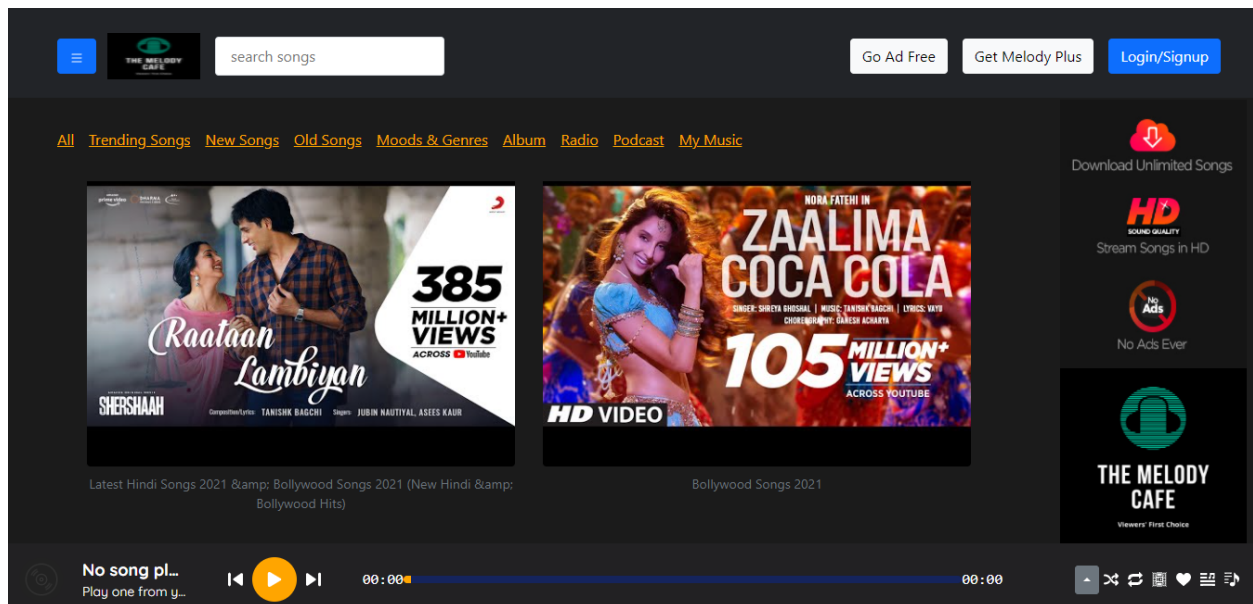 THE MELODY
CAFE
search songs
Go Ad Free
Get Melody Plus
Login/Signup
All Trending Songs New Songs Old Songs Moods & Genres Album Radio Podcast My Music
prime video
DHARMA
Raataan
Lambiyan
385
MILLION+
VIEWS
ACROSS YouTube
SHERSHAAH
Composition/Lyrics: TANISHK BAGCHI Singers: JUBIN NAUTIYAL, ASEES KAUR
Latest Hindi Songs 2021 &amp; Bollywood Songs 2021 (New Hindi &amp;
Bollywood Hits)
NORA FATEHI IN
ZAALIMA
COCA COLA
SINGER: SHREYA GHOSHAL | MUSIC: TANISHK BAGCHI | LYRICS: VAYU
CHOREOGRAPHY: GANESH ACHARYA
105 MILLION+
VIEWS
ACROSS YOUTUBE
HD VIDEO
Bollywood Songs 2021
Download Unlimited Songs
HD
SOUND QUALITY
Stream Songs in HD
No
Ads
No Ads Ever
THE MELODY
CAFE
Viewers' First Choice
No song pl...
Play one from y...
00:00
00:00